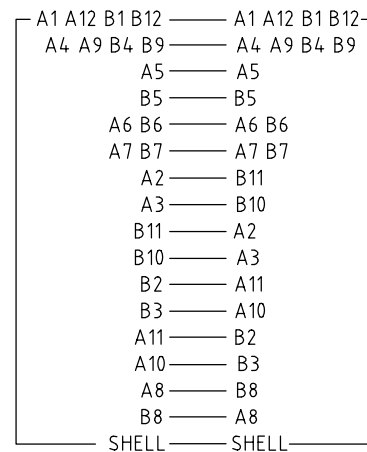 A1 A12 B1 B12 A1 A12 B1 B12
A4 A9 B4 B9 A4 A9 B4 B9
A5 A5
B5 B5
A6 B6 A6 B6
A7 B7 A7 B7
A2 B11
A3 B10
B11 A2
B10 A3
B2 A11
B3 A10
A11 B2
A10 B3
A8 B8
B8 A8
SHELL SHELL